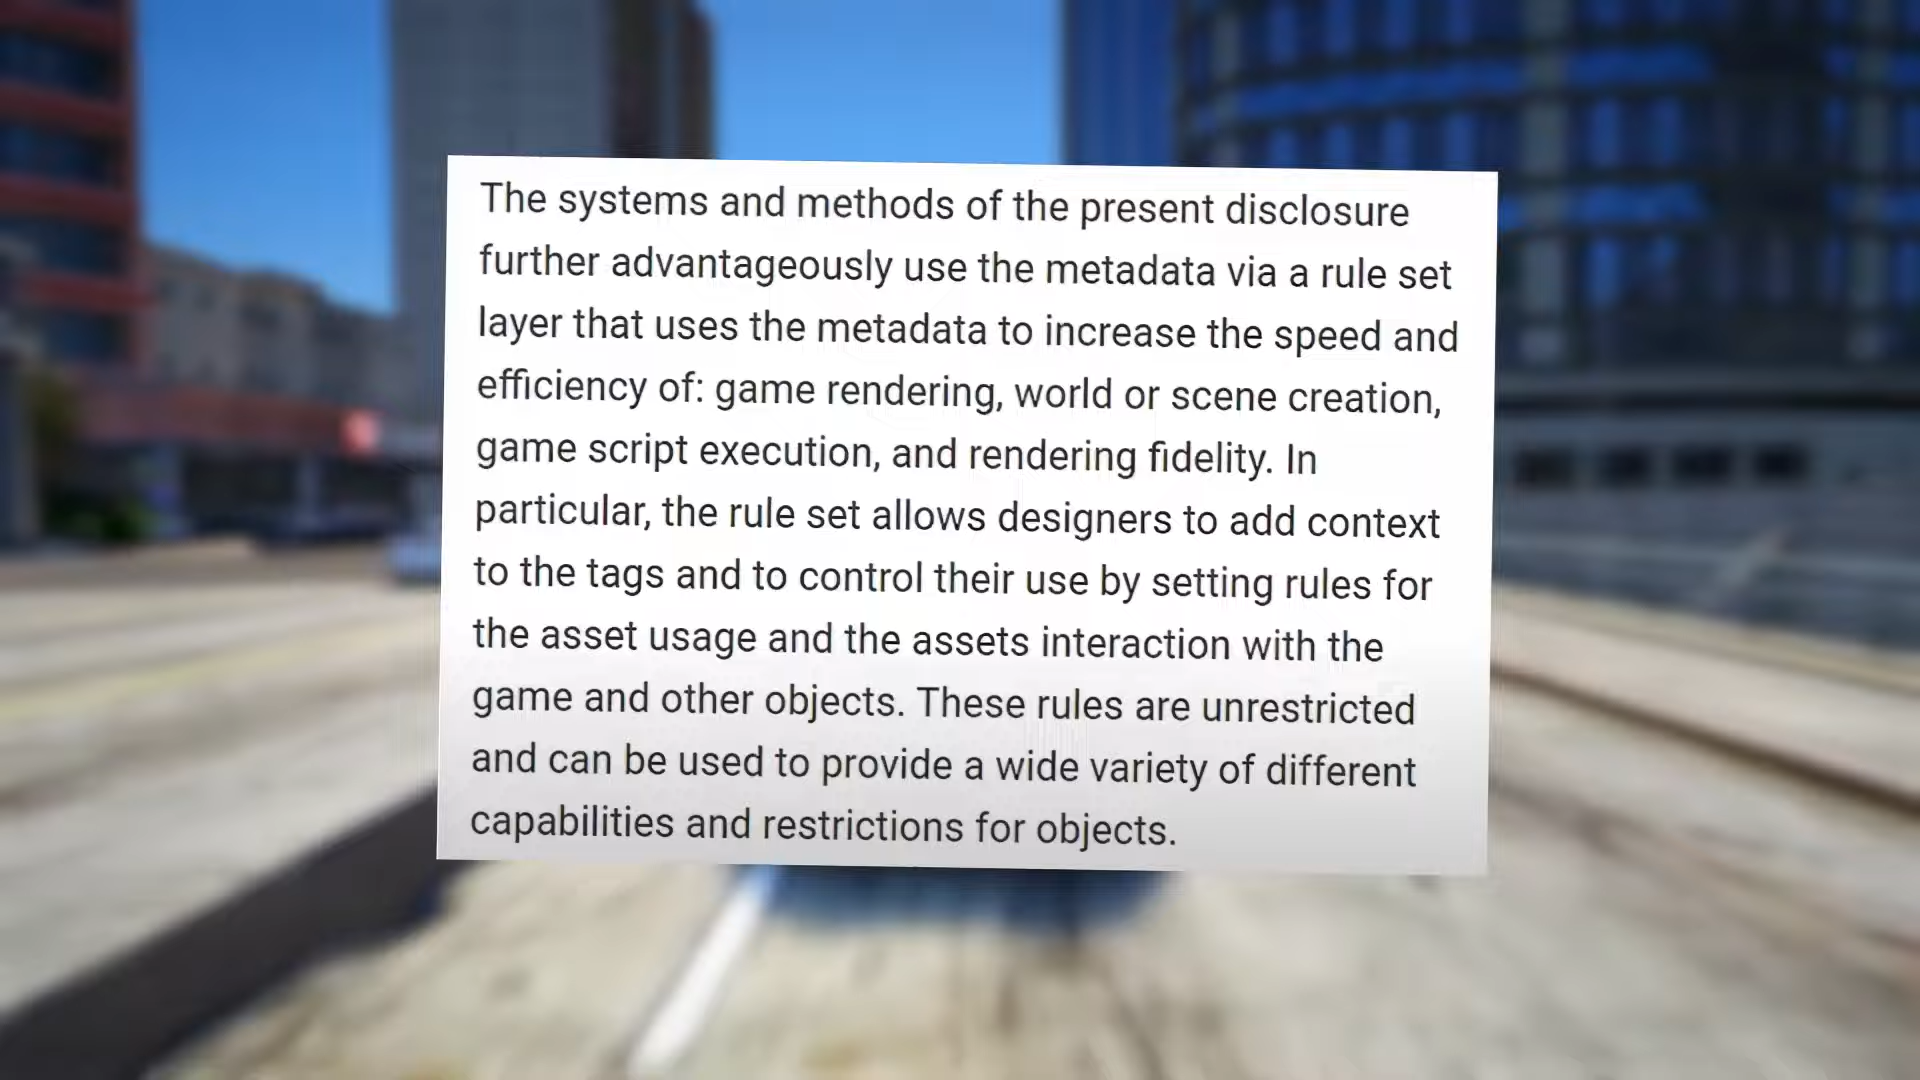 The systems and methods of the present disclosure
further advantageously use the metadata via a rule set
layer that uses the metadata to increase the speed and
efficiency of: game rendering, world or scene creation,
game script execution, and rendering fidelity. In
particular, the rule set allows designers to add context
to the tags and to control their use by setting rules for
the asset usage and the assets interaction with the
game and other objects. These rules are unrestricted
and can be used to provide a wide variety of different
capabilities and restrictions for objects.